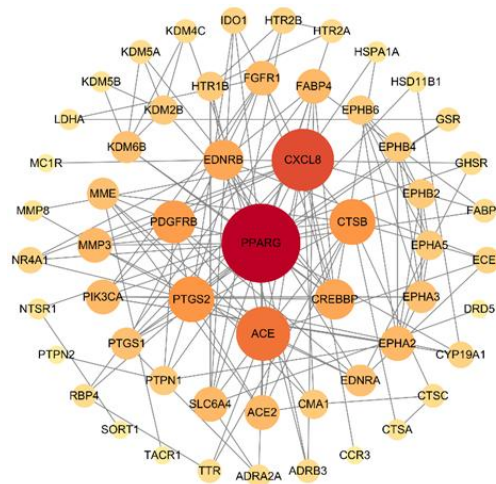 IDO1
HTR2B
KDM4C
HTR2A
KDM5A
HSPA1A
HTR1B
FGFR1
FABP4
KDM5B
HSD11B1
KDM2B
EPHB6
LDHA
GSR
KDM6B
EDNRB
CXCL8
EPHB4
MC1R
GHSR
MME
EPHB2
MMP8
PDGFRB
CTSB
FABP
MMP3
PPARG
EPHA5
NR4A1
ECE
PIK3CA
PTGS2
CREBBP
EPHA3
NTSR1
DRD5
PTGS1
ACE
EPHA2
CYP19A1
PTPN2
PTPN1
EDNRA
RBP4
SLC6A4
ACE2
CMA1
CTSC
SORT1
CTSA
TACR1
TTR
ADRA2A
ADRB3
CCR3